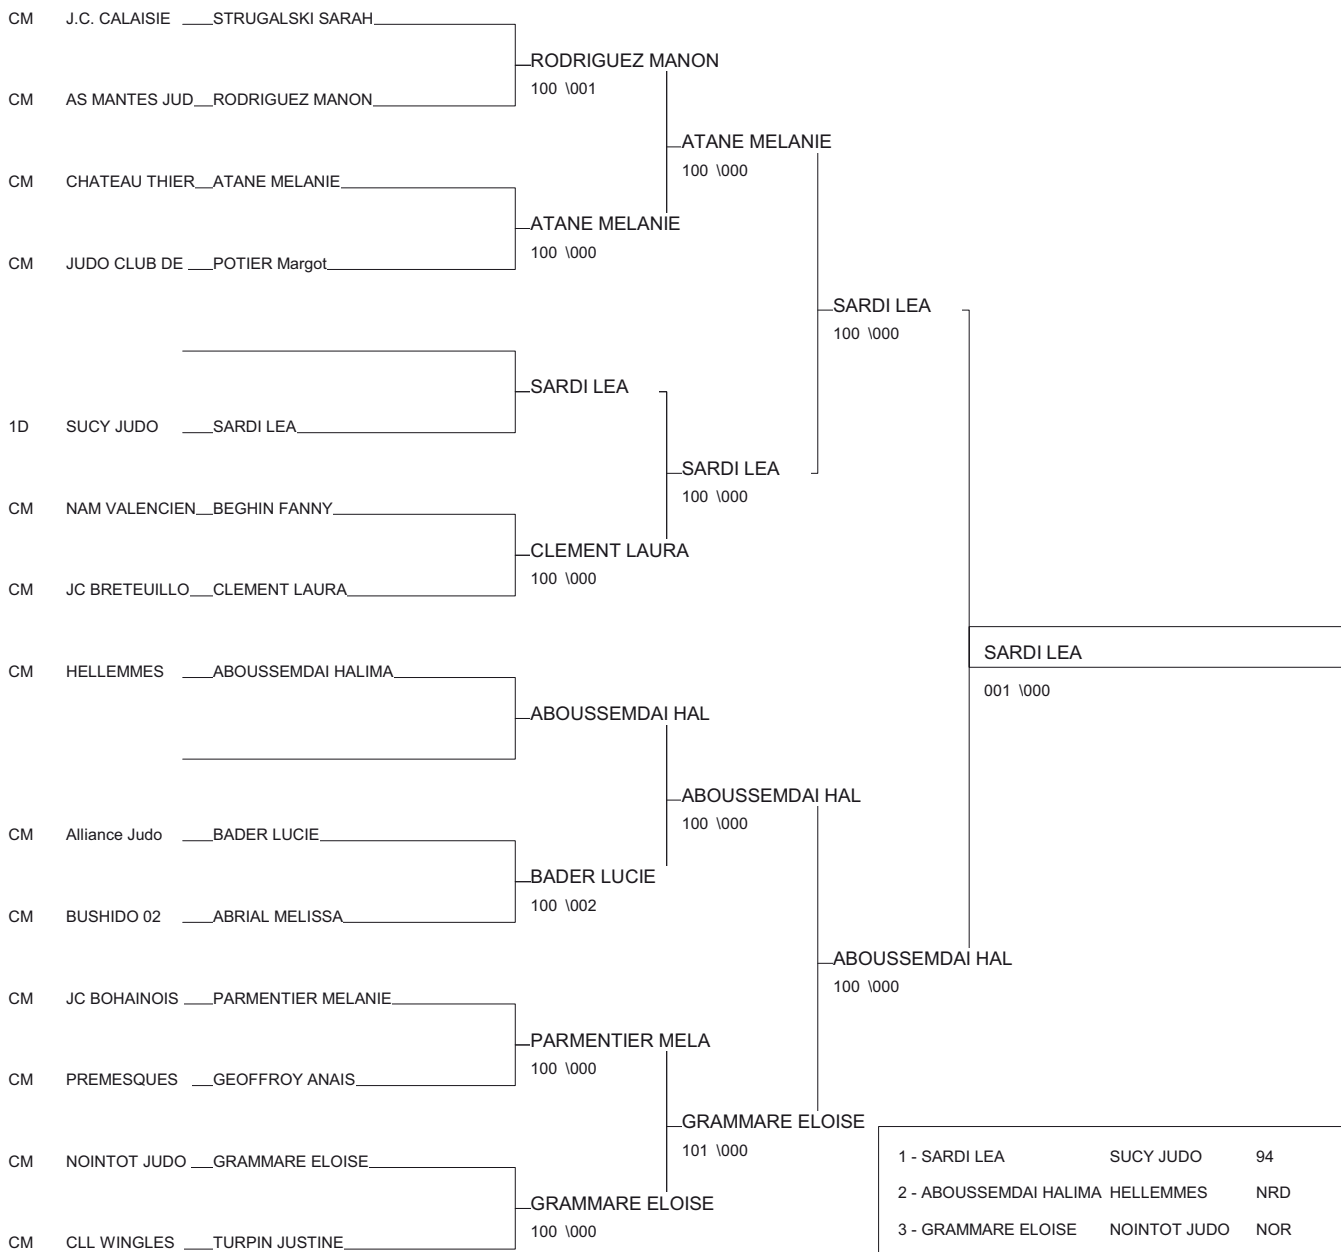 CM J.C. CALAISIE STRUGALSKI SARAH
RODRIGUEZ MANON
100 \001
CM AS MANTES JUD RODRIGUEZ MANON
ATANE MELANIE
100 \000
CM CHATEAU THIER ATANE MELANIE
ATANE MELANIE
100 \000
CM JUDO CLUB DE POTIER Margot
SARDI LEA
100 \000
SARDI LEA
1D SUCY JUDO SARDI LEA
SARDI LEA
100 \000
CM NAM VALENCIEN BEGHIN FANNY
CLEMENT LAURA
100 \000
CM JC BRETEUILLO CLEMENT LAURA
SARDI LEA
001 \000
CM HELLEMMES ABOUSSEMDAI HALIMA
ABOUSSEMDAI HAL
ABOUSSEMDAI HAL
100 \000
CM Alliance Judo BADER LUCIE
BADER LUCIE
100 \002
CM BUSHIDO 02 ABRIAL MELISSA
ABOUSSEMDAI HAL
100 \000
CM JC BOHAINOIS PARMENTIER MELANIE
PARMENTIER MELA
100 \000
CM PREMESQUES GEOFFROY ANAIS
GRAMMARE ELOISE
101 \000
CM NOINTOT JUDO GRAMMARE ELOISE
GRAMMARE ELOISE
100 \000
CM CLL WINGLES TURPIN JUSTINE
1 - SARDI LEA SUCY JUDO 94
2 - ABOUSSEMDAI HALIMA HELLEMMES NRD
3 - GRAMMARE ELOISE NOINTOT JUDO NOR